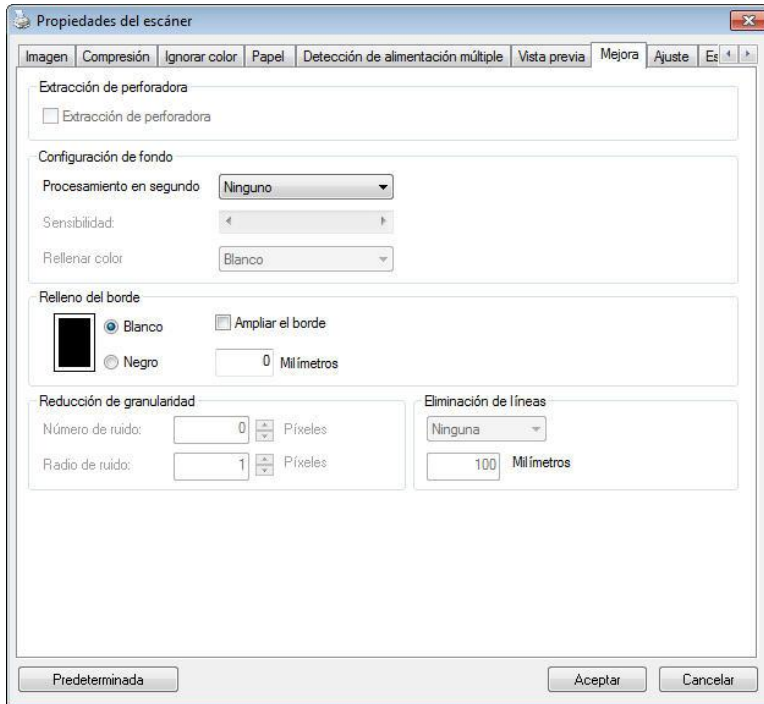 Propiedades del escáner
Imagen Compresión Ignorar color Papel Detección de alimentación múltiple Vista previa Mejora Ajuste Es
Extracción de perforadora
Extracción de perforadora
Configuración de fondo
Procesamiento en segundo Ninguno
Sensibilidad:
Rellenar color Blanco
Relleno del borde
Blanco Ampliar el borde
Negro 0 Milímetros
Reducción de granularidad Eliminación de líneas
Número de ruido: 0 Píxeles Ninguna
Radio de ruido: 1 Píxeles 100 Milímetros
Predeterminada Aceptar Cancelar